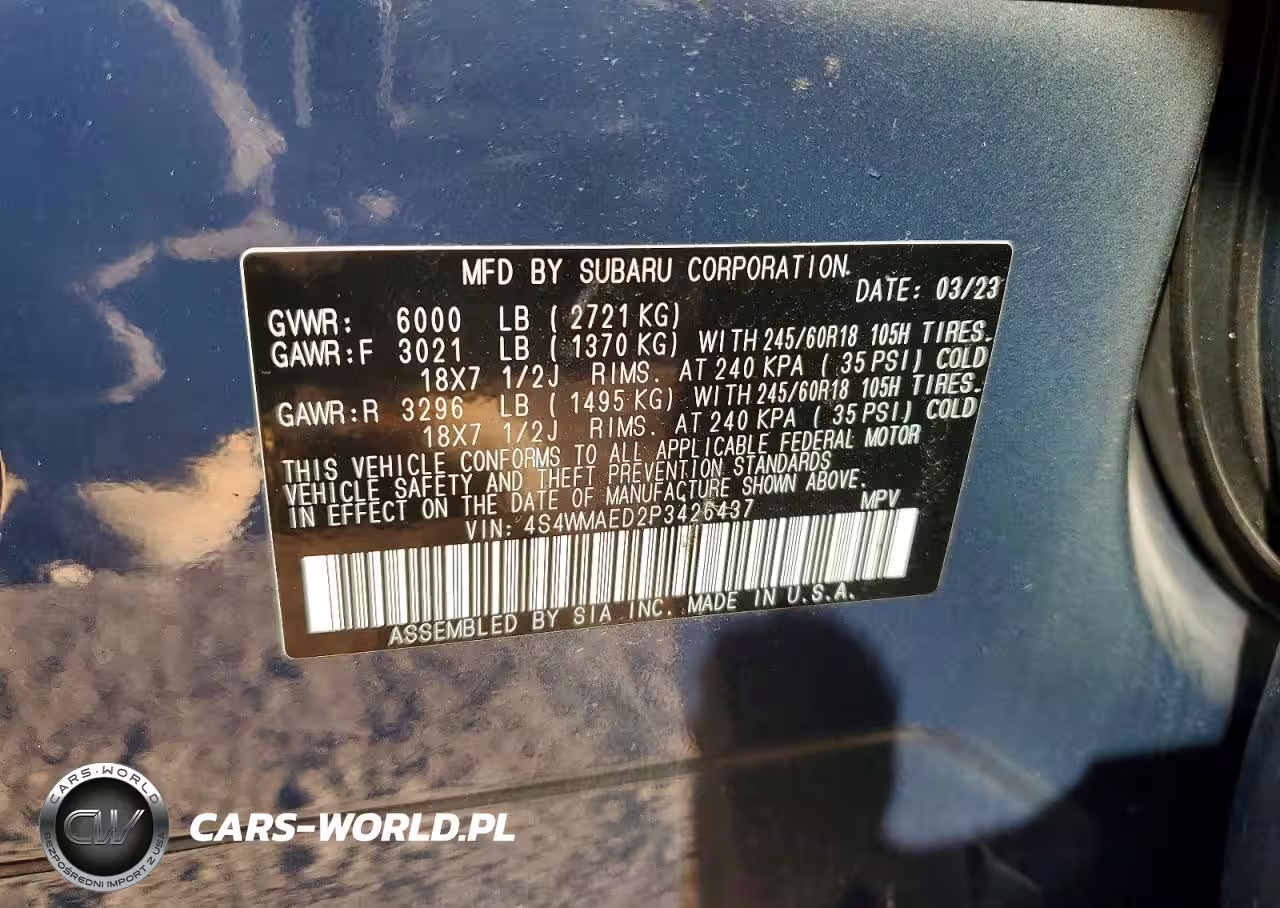 MFD BY SUBARU CORPORATION.
DATE: 03/23
GVWR: 6000 LB ( 2721 KG)
GAWR:F 3021 LB ( 1370 KG) WITH 245/60R18 105H TIRES.
18X7 1/2J RIMS. AT 240 KPA ( 35 PSI) COLD
GAWR:R 3296 LB ( 1495 KG) WITH 245/60R18 105H TIRES.
18X7 1/2J RIMS. AT 240 KPA ( 35 PSI) COLD
THIS VEHICLE CONFORMS TO ALL APPLICABLE FEDERAL MOTOR
VEHICLE SAFETY AND THEFT PREVENTION STANDARDS
IN EFFECT ON THE DATE OF MANUFACTURE SHOWN ABOVE.
VIN: 4S4WMAED2P3426437 MPV
ASSEMBLED BY SIA INC. MADE IN U.S.A.
CARS-WORLD
CW
BEZPOŚREDNI IMPORT Z USA
CARS-WORLD.PL